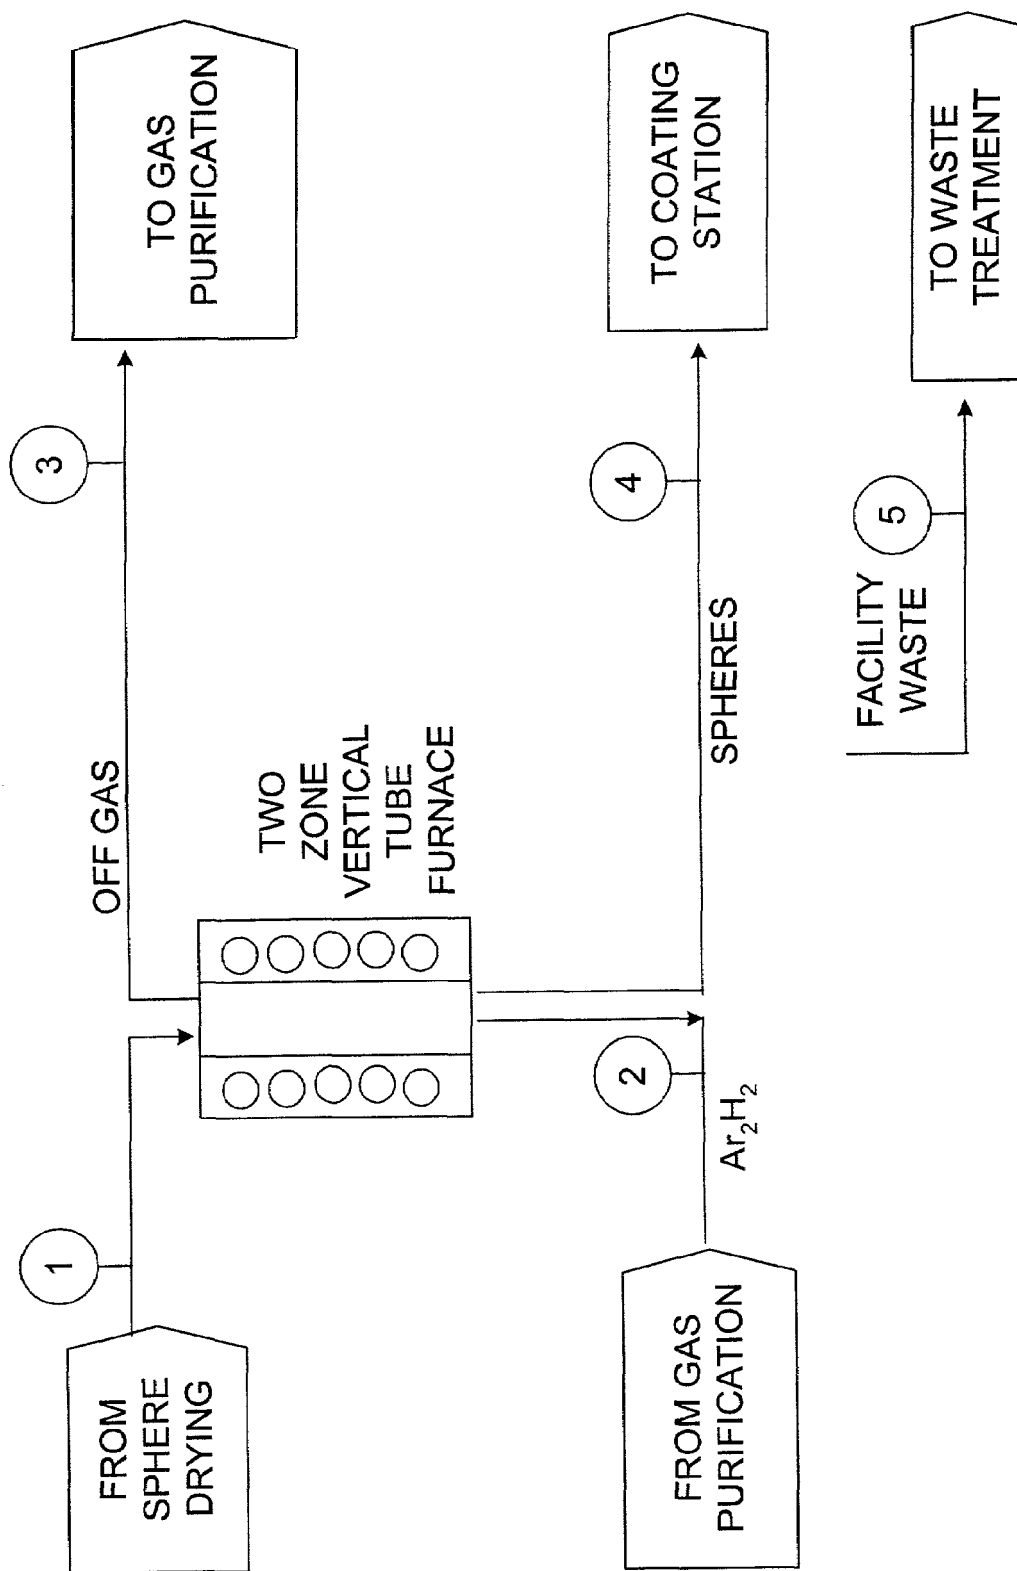 FROM
SPHERE
DRYING
1
OFF GAS
3
TO GAS
PURIFICATION
TWO
ZONE
VERTICAL
TUBE
FURNACE
FROM GAS
PURIFICATION
Ar₂H₂
2
SPHERES
4
TO COATING
STATION
FACILITY
WASTE
5
TO WASTE
TREATMENT